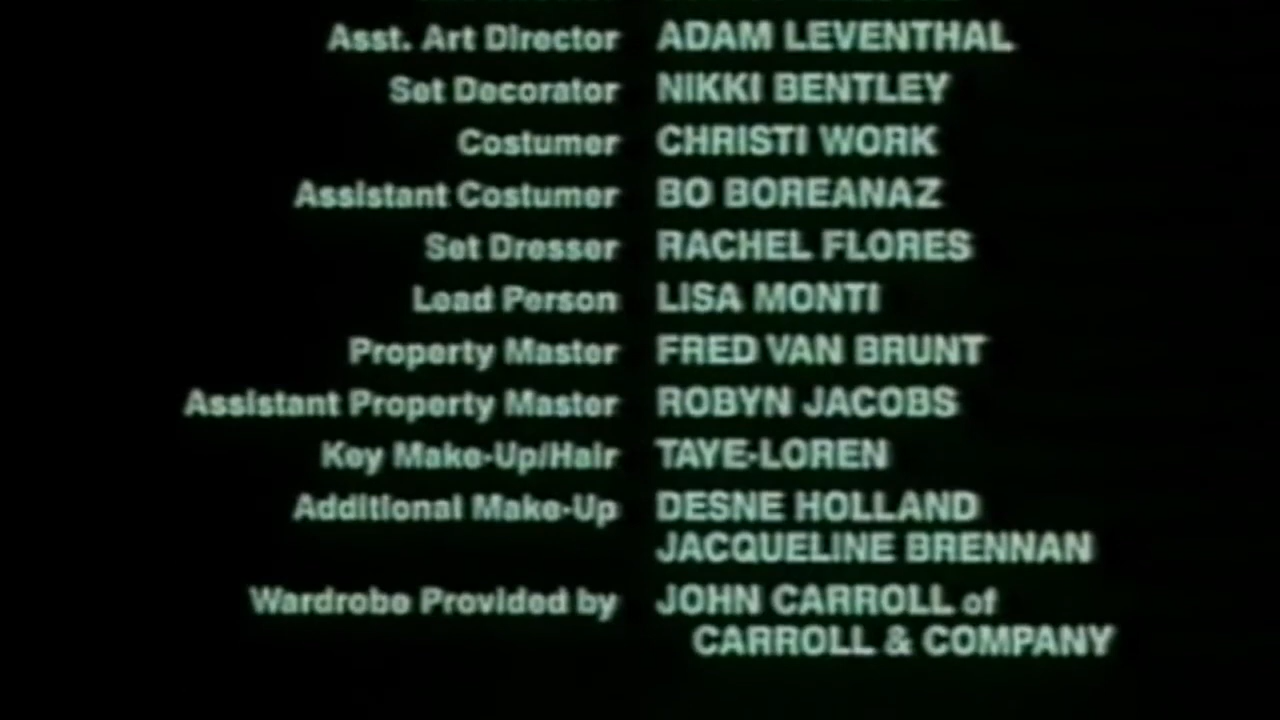 Asst. Art Director ADAM LEVENTHAL
Set Decorator NIKKI BENTLEY
Costumer CHRISTI WORK
Assistant Costumer BO BOREANAZ
Set Dresser RACHEL FLORES
Lead Person LISA MONTI
Property Master FRED VAN BRUNT
Assistant Property Master ROBYN JACOBS
Key Make-Up/Hair TAYE-LOREN
Additional Make-Up DESNE HOLLAND
JACQUELINE BRENNAN
Wardrobe Provided by JOHN CARROLL of
CARROLL & COMPANY